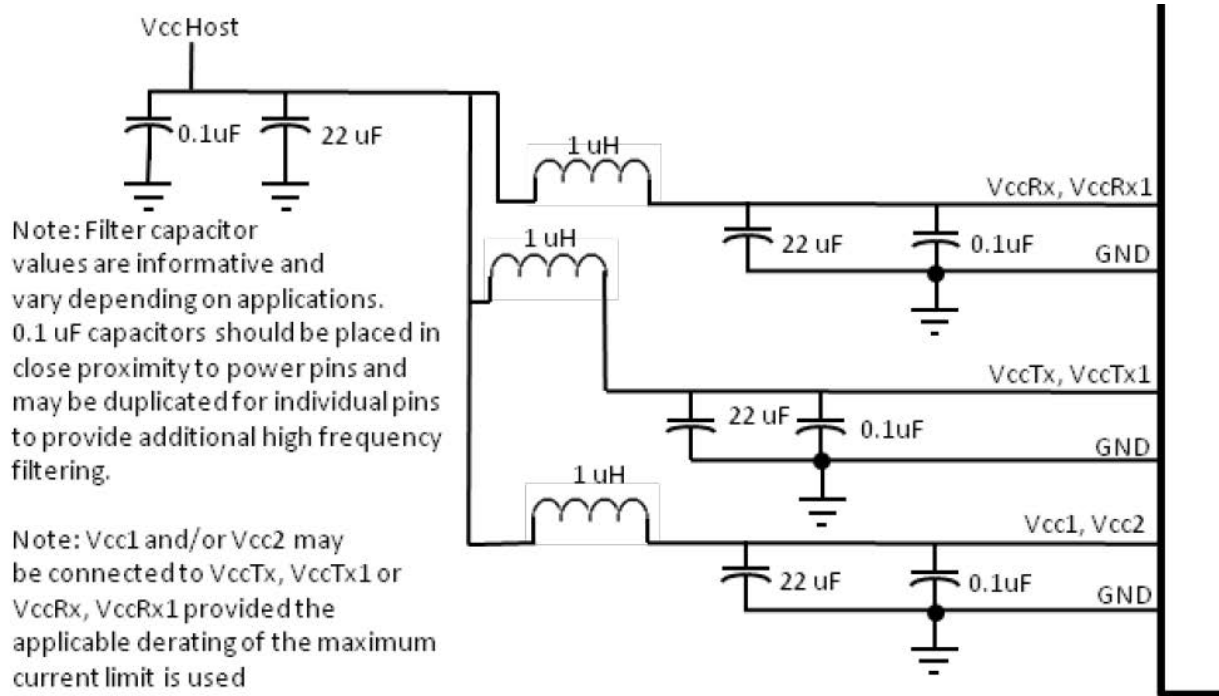 Vcc Host
0.1uF
22 uF
1 uH
VccRx, VccRx1
22 uF
0.1uF
GND
Note: Filter capacitor
values are informative and
vary depending on applications.
0.1 uF capacitors should be placed in
close proximity to power pins and
may be duplicated for individual pins
to provide additional high frequency
filtering.
1 uH
VccTx, VccTx1
22 uF
0.1uF
GND
1 uH
Vcc1, Vcc2
22 uF
0.1uF
GND
Note: Vcc1 and/or Vcc2 may
be connected to VccTx, VccTx1 or
VccRx, VccRx1 provided the
applicable derating of the maximum
current limit is used